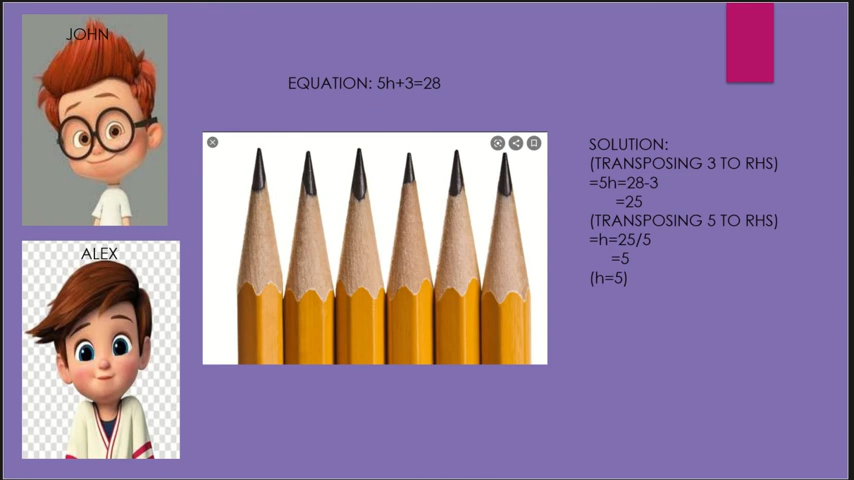 JOHN
EQUATION: 5h+3=28
SOLUTION:
(TRANSPOSING 3 TO RHS)
=5h=28-3
=25
(TRANSPOSING 5 TO RHS)
=h=25/5
=5
(h=5)
ALEX